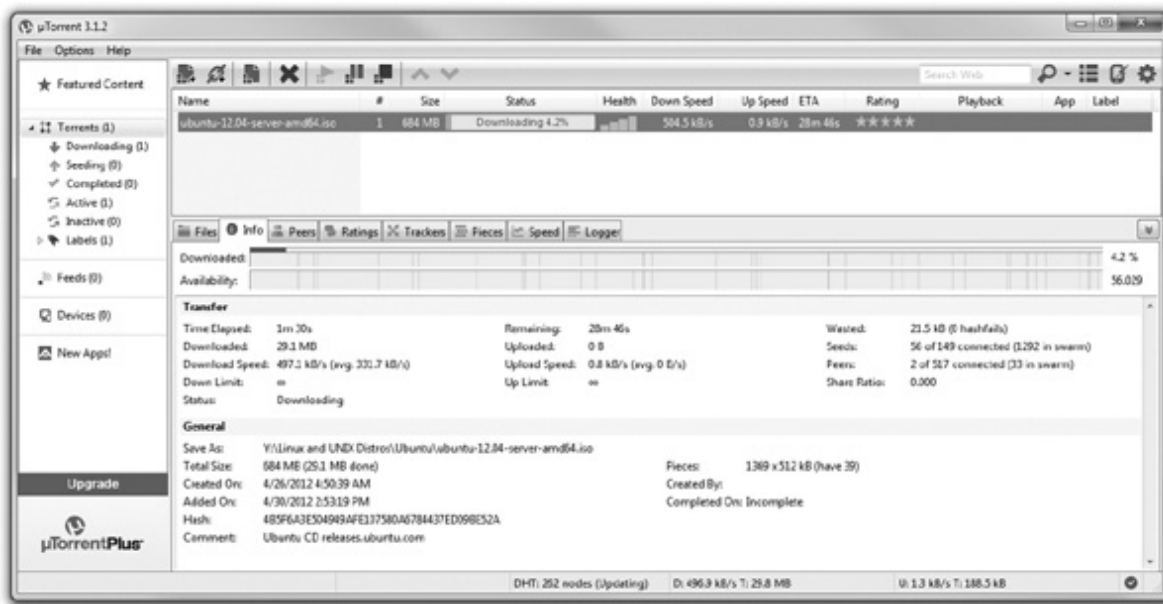 µTorrent 3.1.2
File Options Help
Featured Content
Torrents (1)
Downloading (1)
Seeding (0)
Completed (0)
Active (1)
Inactive (0)
Labels (1)
Feeds (0)
Devices (0)
New Apps!
Upgrade
µTorrentPlus
Search Web
Name # Size Status Health Down Speed Up Speed ETA Rating Playback App Label
ubuntu-12.04-server-amd64.iso 1 684 MB Downloading 4.2% 504.5 kB/s 0.9 kB/s 28m 46s
Files Info Peers Ratings Trackers Pieces Speed Logger
Downloaded: 4.2 %
Availability: 56.029
Transfer
Time Elapsed: 1m 30s Remaining: 28m 46s Wasted: 21.5 kB (0 hashfails)
Downloaded: 29.1 MB Uploaded: 0 B Seeds: 56 of 149 connected (1292 in swarm)
Download Speed: 497.1 kB/s (avg. 331.7 kB/s) Upload Speed: 0.8 kB/s (avg. 0 B/s) Peers: 2 of 517 connected (33 in swarm)
Down Limit: ∞ Up Limit: ∞ Share Ratio: 0.000
Status: Downloading
General
Save As: Y:\Linux and UNIX Distros\Ubuntu\ubuntu-12.04-server-amd64.iso
Total Size: 684 MB (29.1 MB done) Pieces: 1369 x 512 kB (have 39)
Created On: 4/26/2012 4:50:39 AM Created By:
Added On: 4/30/2012 2:53:19 PM Completed On: Incomplete
Hash:
Comment: Ubuntu CD releases.ubuntu.com
DHT: 262 nodes (Updating) D: 496.9 kB/s T: 29.8 MB U: 1.3 kB/s T: 188.5 kB